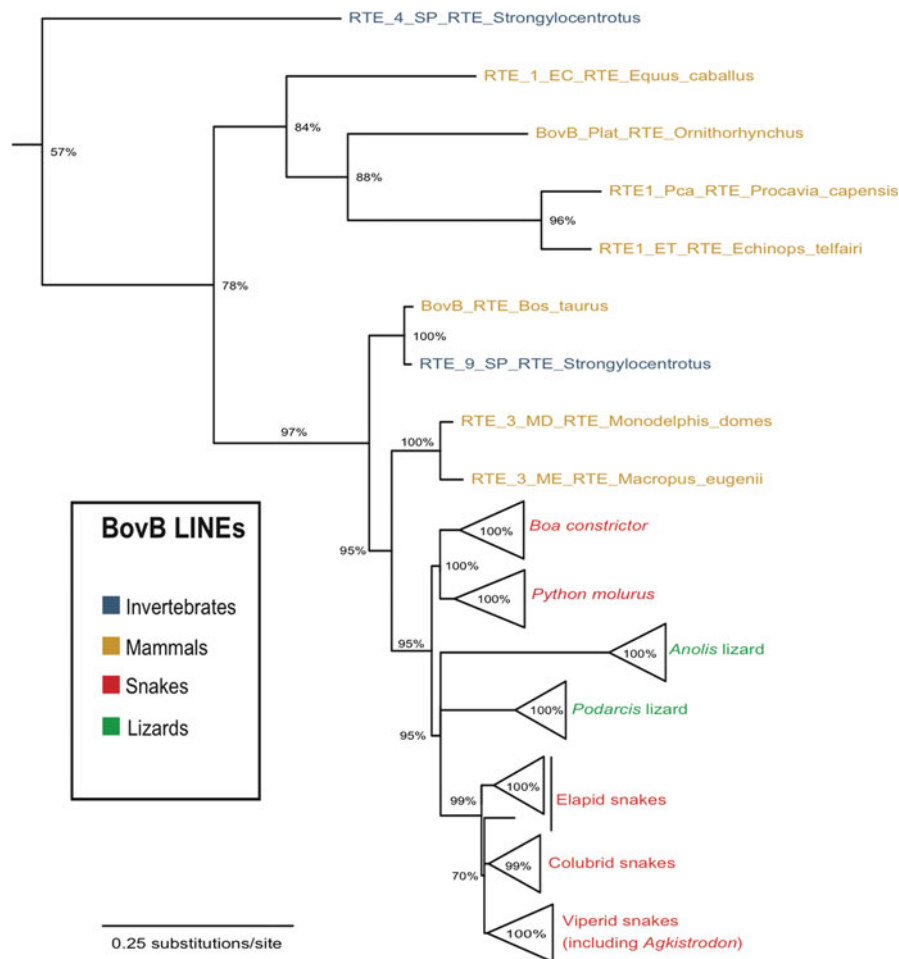 RTE_4_SP_RTE_Strongylocentrotus
RTE_1_EC_RTE_Equus_caballus
84%
BovB_Plat_RTE_Ornithorhynchus
57%
88%
RTE1_Pca_RTE_Procavia_capensis
96%
RTE1_ET_RTE_Echinops_telfairi
78%
BovB_RTE_Bos_taurus
100%
RTE_9_SP_RTE_Strongylocentrotus
RTE_3_MD_RTE_Monodelphis_domes
97%
100%
RTE_3_ME_RTE_Macropus_eugenii
BovB LINEs
Invertebrates
Mammals
Snakes
Lizards
100%
Boa constrictor
95%
100%
100%
Python molurus
95%
100%
Anolis lizard
100%
Podarcis lizard
95%
100%
Elapid snakes
99%
99%
Colubrid snakes
70%
100%
Viperid snakes
(including Agkistrodon)
0.25 substitutions/site